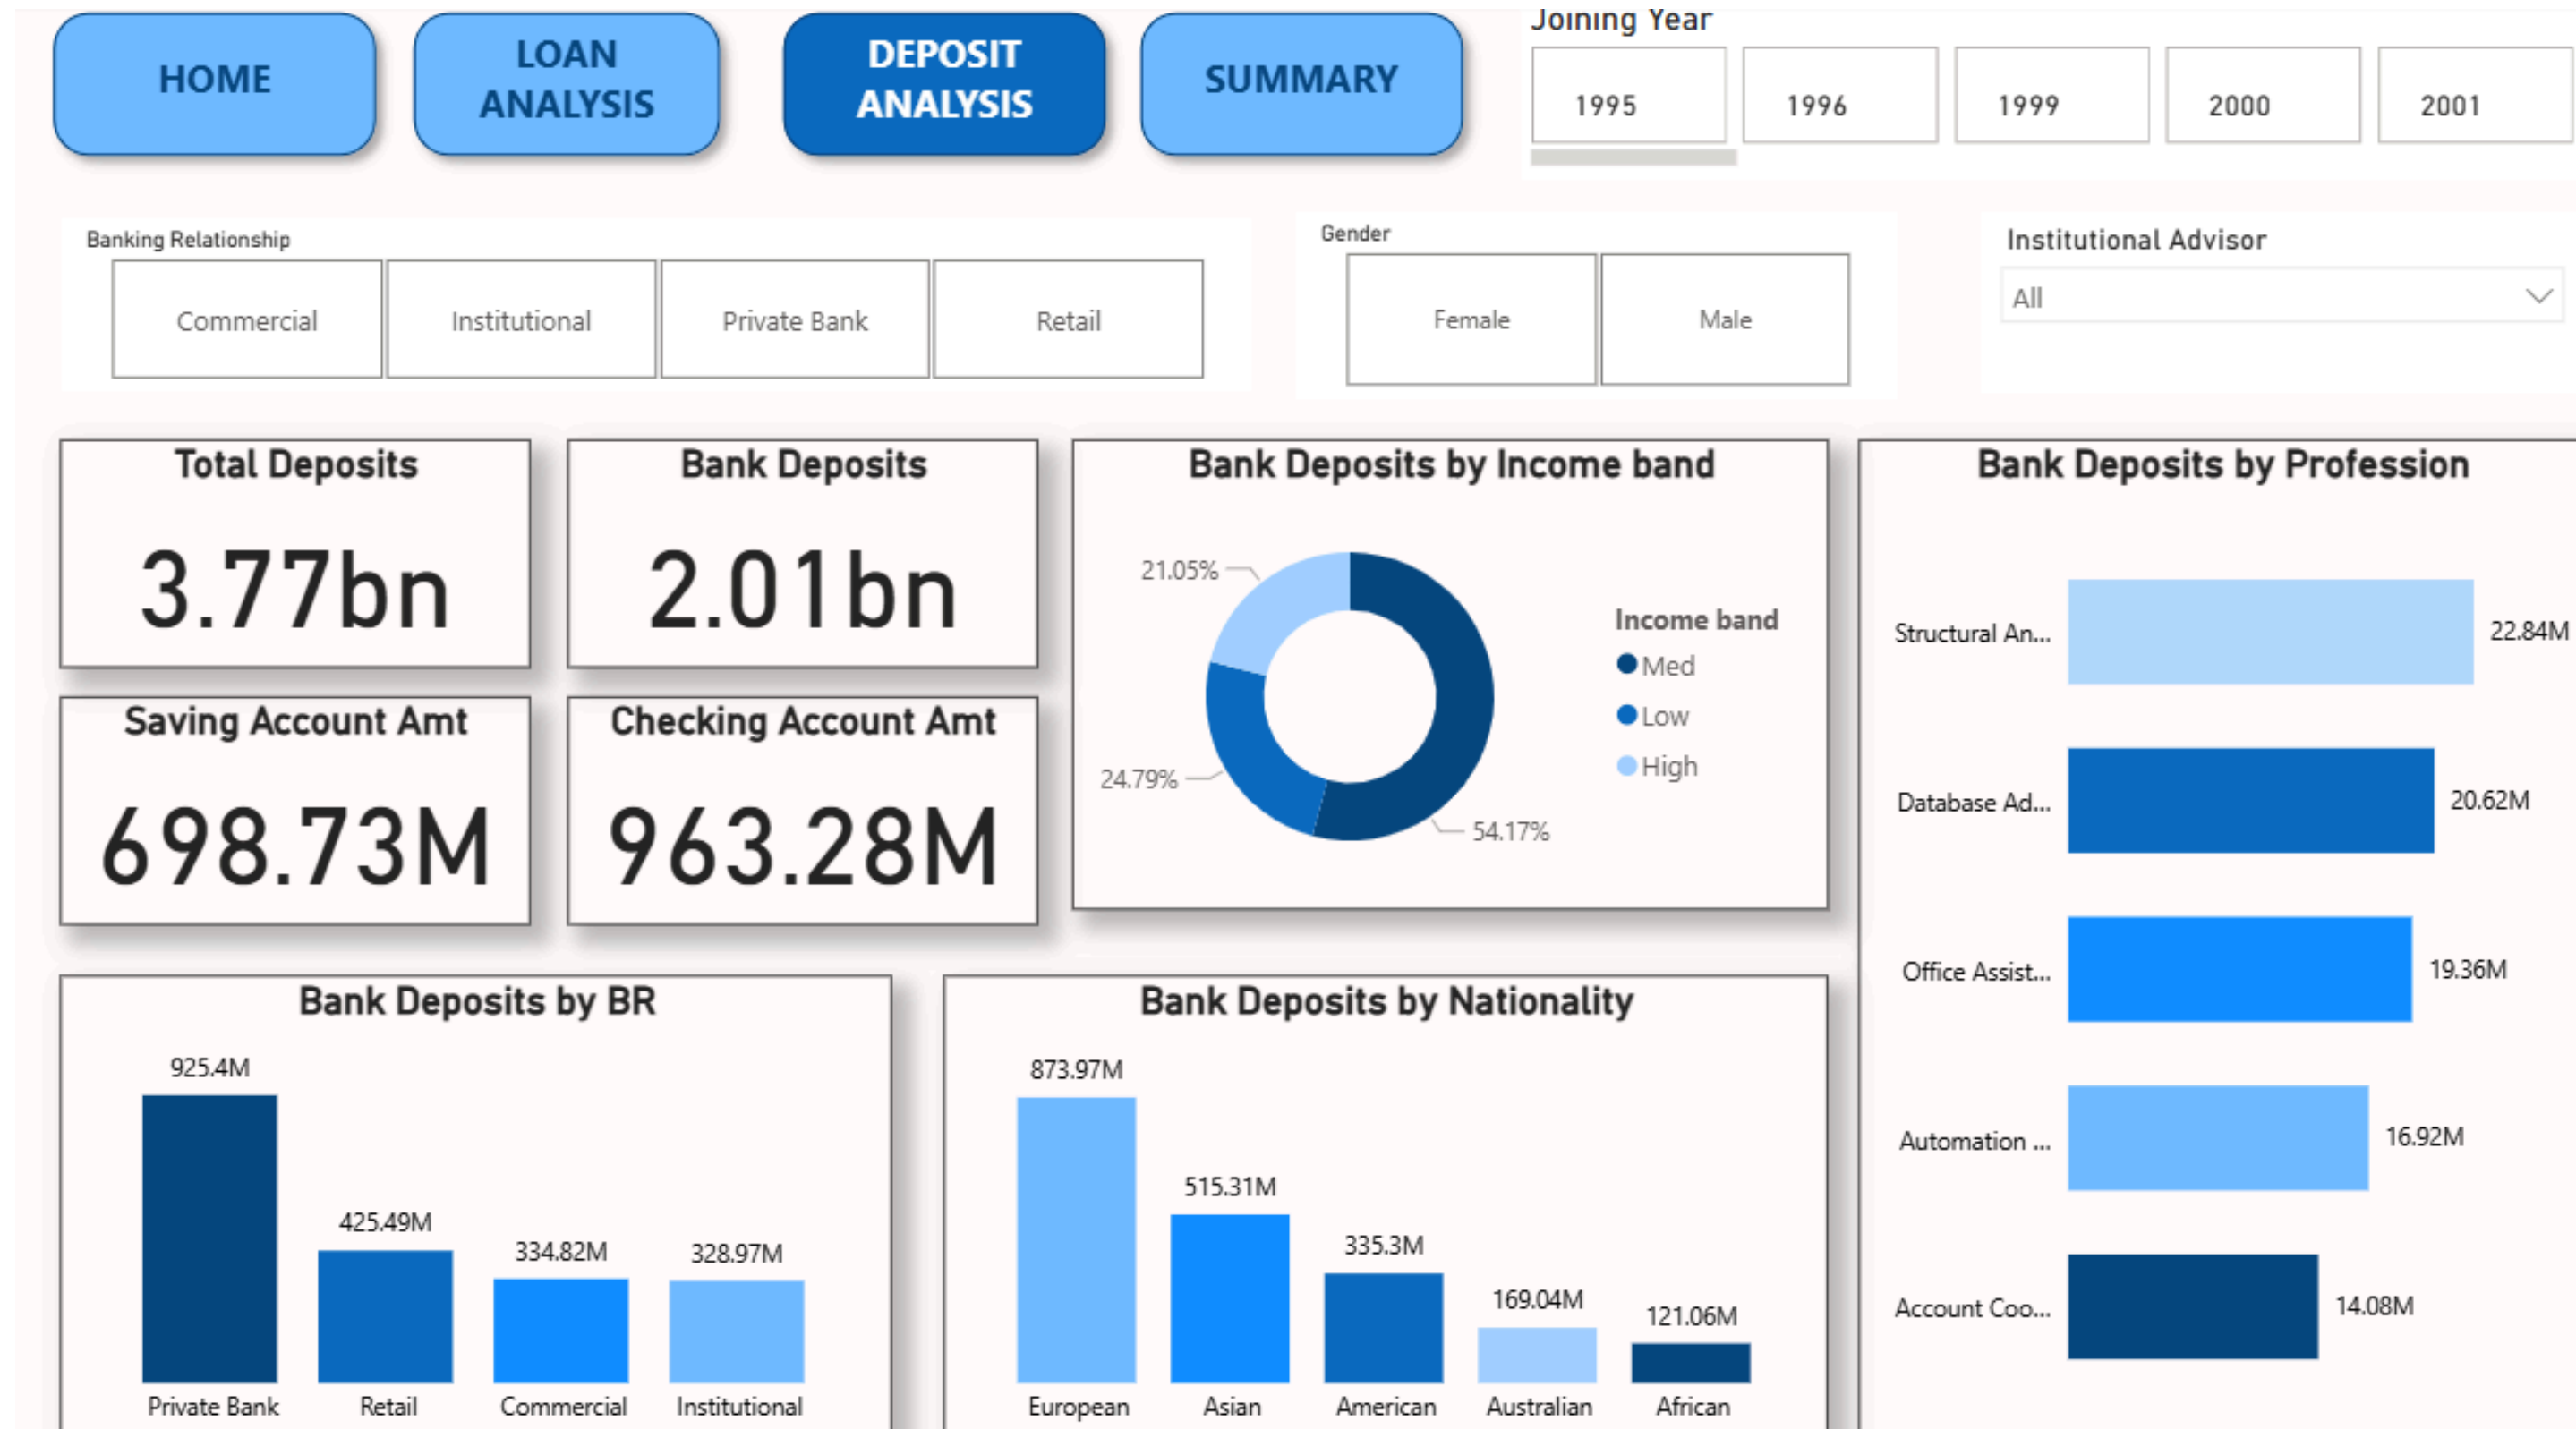 HOME
LOAN
ANALYSIS
DEPOSIT
ANALYSIS
SUMMARY
Joining Year
1995
1996
1999
2000
2001
Banking Relationship
Commercial
Institutional
Private Bank
Retail
Gender
Female
Male
Institutional Advisor
All
Total Deposits
3.77bn
Bank Deposits
2.01bn
Saving Account Amt
698.73M
Checking Account Amt
963.28M
Bank Deposits by Income band
21.05%
24.79%
54.17%
Income band
Med
Low
High
Bank Deposits by Profession
Structural An...
22.84M
Database Ad...
20.62M
Office Assist...
19.36M
Automation ...
16.92M
Account Coo...
14.08M
Bank Deposits by BR
925.4M
425.49M
334.82M
328.97M
Private Bank
Retail
Commercial
Institutional
Bank Deposits by Nationality
873.97M
515.31M
335.3M
169.04M
121.06M
European
Asian
American
Australian
African